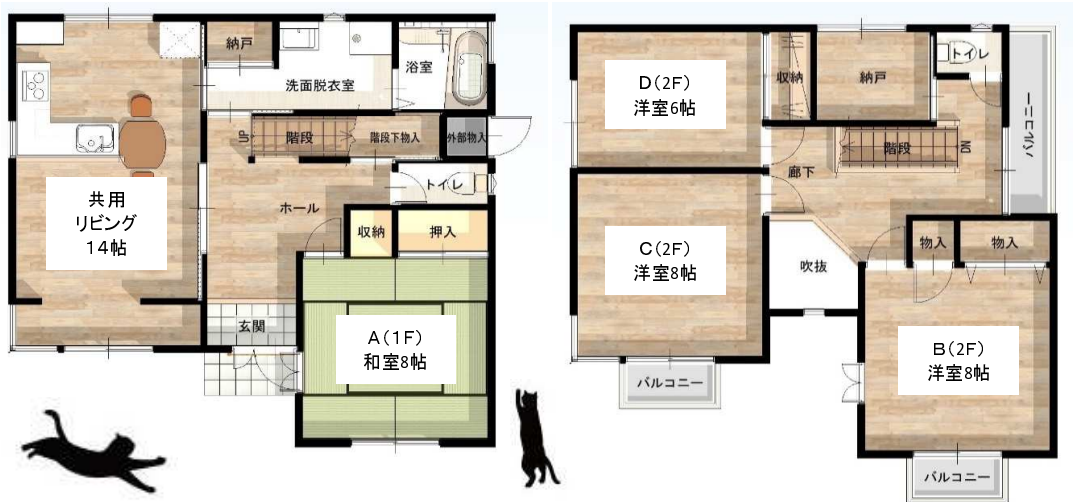 納戸
洗面脱衣室
浴室
UP
階段
階段下物入
外部物入
トイレ
共用
リビング
14帖
ホール
収納
押入
玄関
A(1F)
和室8帖
D(2F)
洋室6帖
収納
納戸
トイレ
バルコニー
階段
DN
廊下
C(2F)
洋室8帖
吹抜
物入
物入
B(2F)
洋室8帖
バルコニー
バルコニー